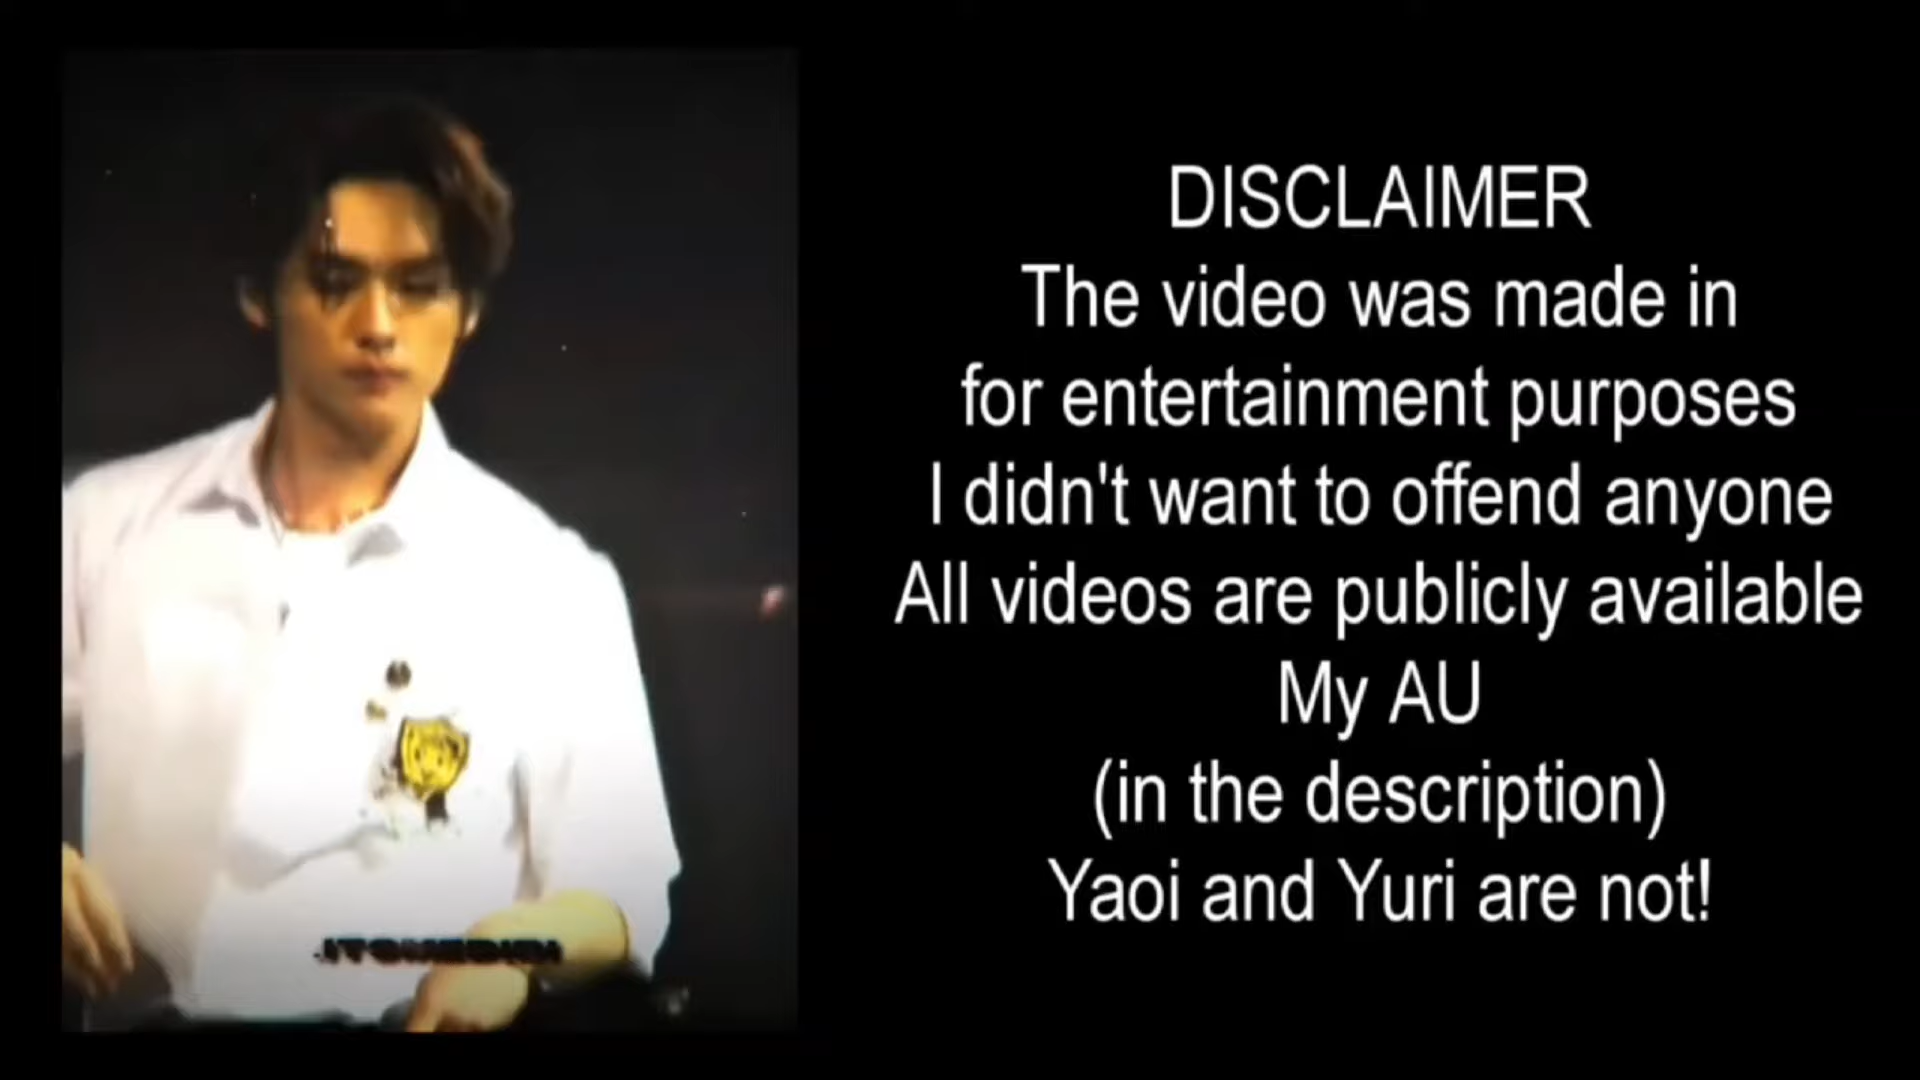 DISCLAIMER
The video was made in
for entertainment purposes
I didn't want to offend anyone
All videos are publicly available
My AU
(in the description)
Yaoi and Yuri are not!